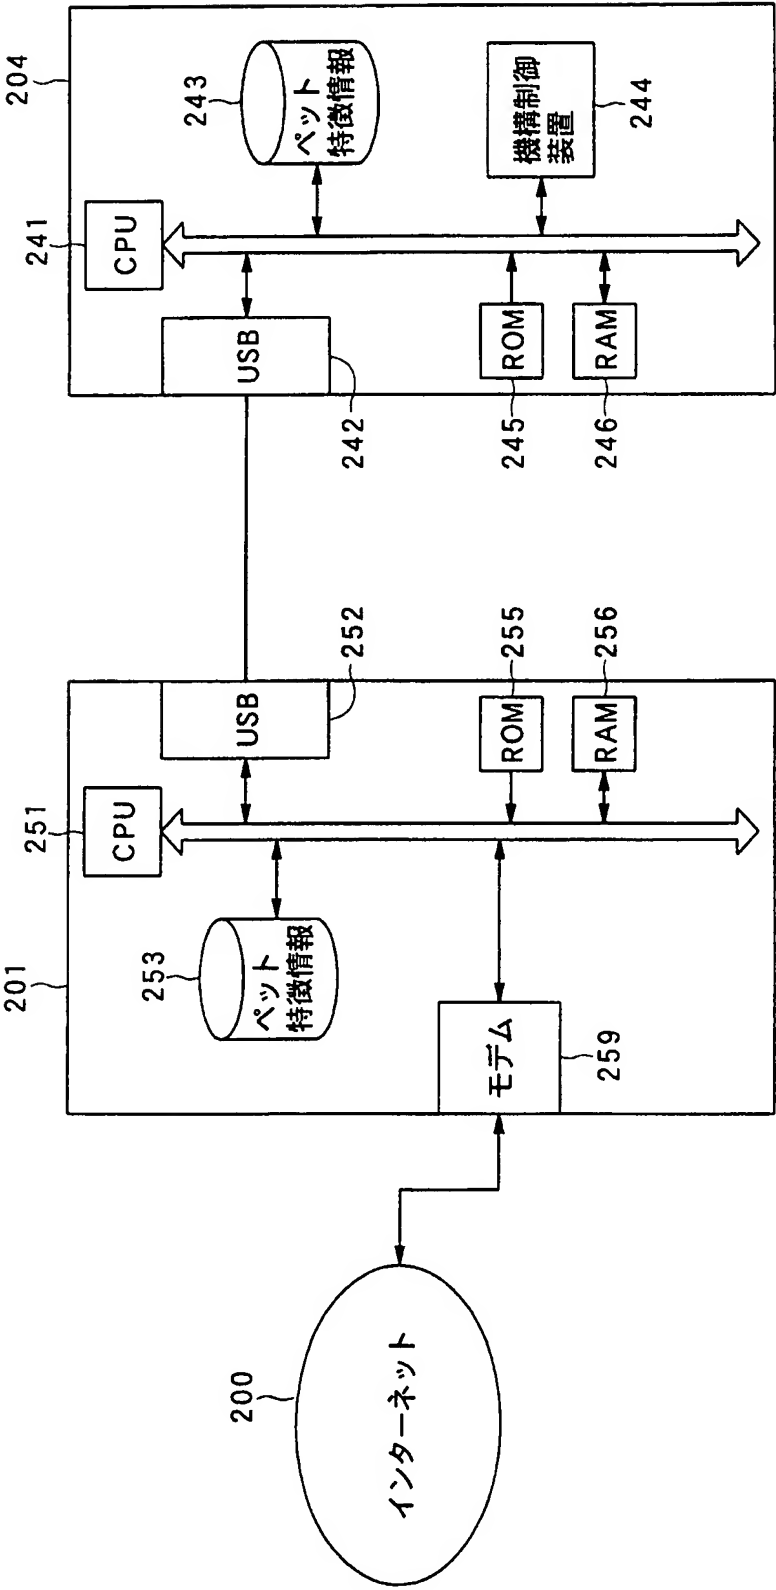 200
インターネット
201
251
CPU
253
ペット
特徴情報
USB
252
ROM
255
RAM
256
モデム
259
204
241
CPU
243
ペット
特徴情報
機構制御
装置
244
USB
242
ROM
245
RAM
246